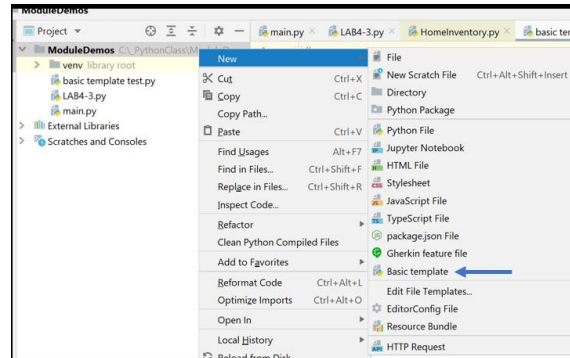 ModuleDemos
Project
main.py
LAB4-3.py
HomeInventory.py
basic ter
ModuleDemos C:\_PythonClass\M
venv library root
basic template test.py
LAB4-3.py
main.py
External Libraries
Scratches and Consoles
New
Cut Ctrl+X
Copy Ctrl+C
Copy Path...
Paste Ctrl+V
Find Usages Alt+F7
Find in Files... Ctrl+Shift+F
Replace in Files... Ctrl+Shift+R
Inspect Code...
Refactor
Clean Python Compiled Files
Add to Favorites
Reformat Code Ctrl+Alt+L
Optimize Imports Ctrl+Alt+O
Open In
Local History
Reload from Disk
File
New Scratch File Ctrl+Alt+Shift+Insert
Directory
Python Package
Python File
Jupyter Notebook
HTML File
Stylesheet
JavaScript File
TypeScript File
package.json File
Gherkin feature file
Basic template
Edit File Templates...
EditorConfig File
Resource Bundle
HTTP Request